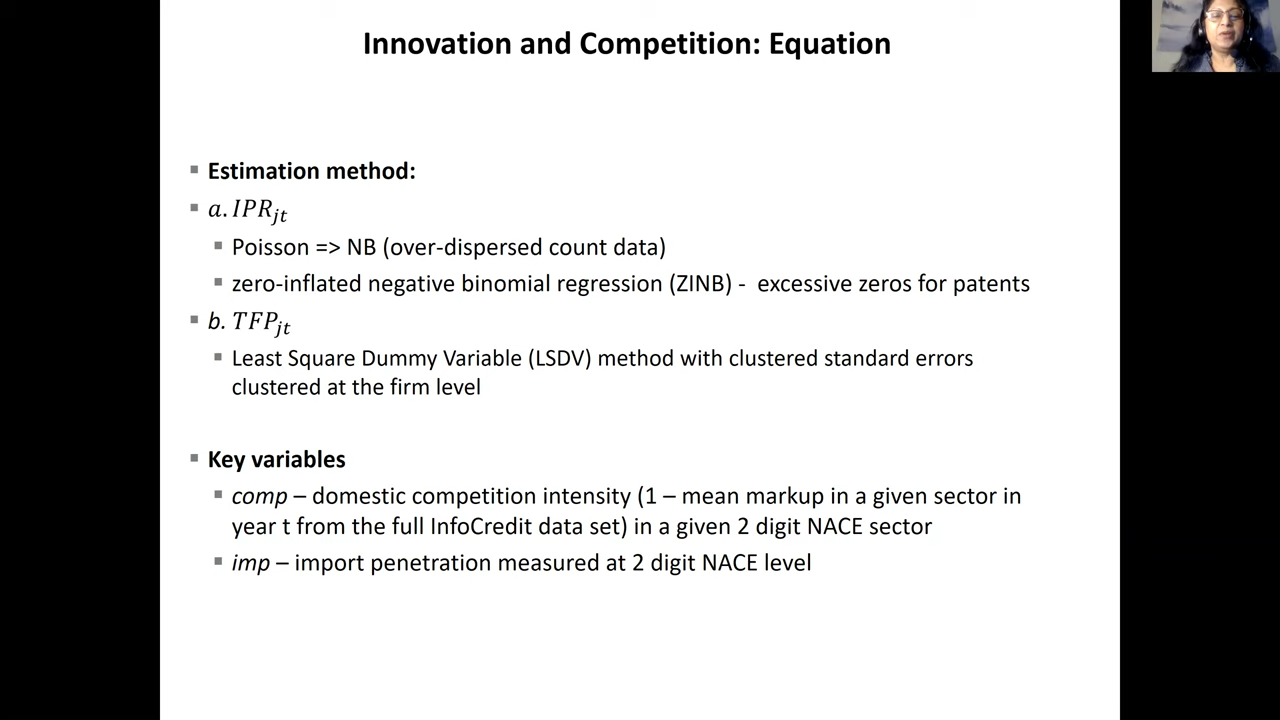 Innovation and Competition: Equation
▪ Estimation method:
▪ a. IPR_jt
▪ Poisson => NB (over-dispersed count data)
▪ zero-inflated negative binomial regression (ZINB) - excessive zeros for patents
▪ b. TFP_jt
▪ Least Square Dummy Variable (LSDV) method with clustered standard errors
clustered at the firm level
▪ Key variables
▪ comp – domestic competition intensity (1 – mean markup in a given sector in
year t from the full InfoCredit data set) in a given 2 digit NACE sector
▪ imp – import penetration measured at 2 digit NACE level